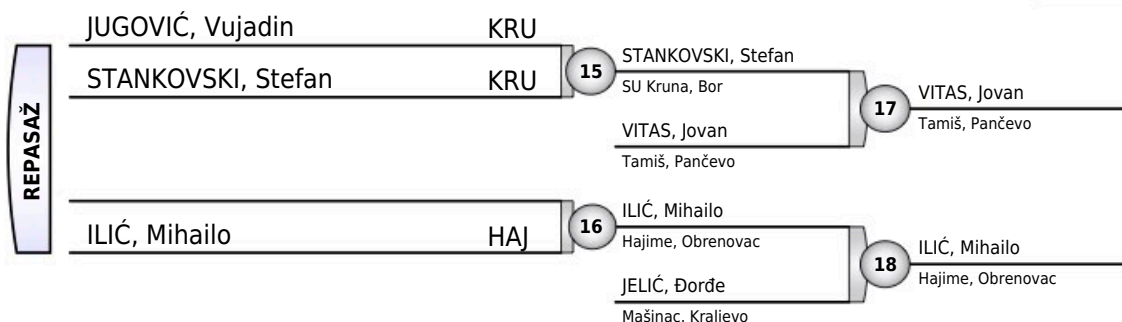 REPASAŽ
JUGOVIĆ, Vujadin KRU
STANKOVSKI, Stefan KRU
15
STANKOVSKI, Stefan
SU Kruna, Bor
VITAS, Jovan
Tamiš, Pančevo
17
VITAS, Jovan
Tamiš, Pančevo
ILIĆ, Mihailo HAJ
16
ILIĆ, Mihailo
Hajime, Obrenovac
JELIĆ, Đorđe
Mašinac, Kraljevo
18
ILIĆ, Mihailo
Hajime, Obrenovac